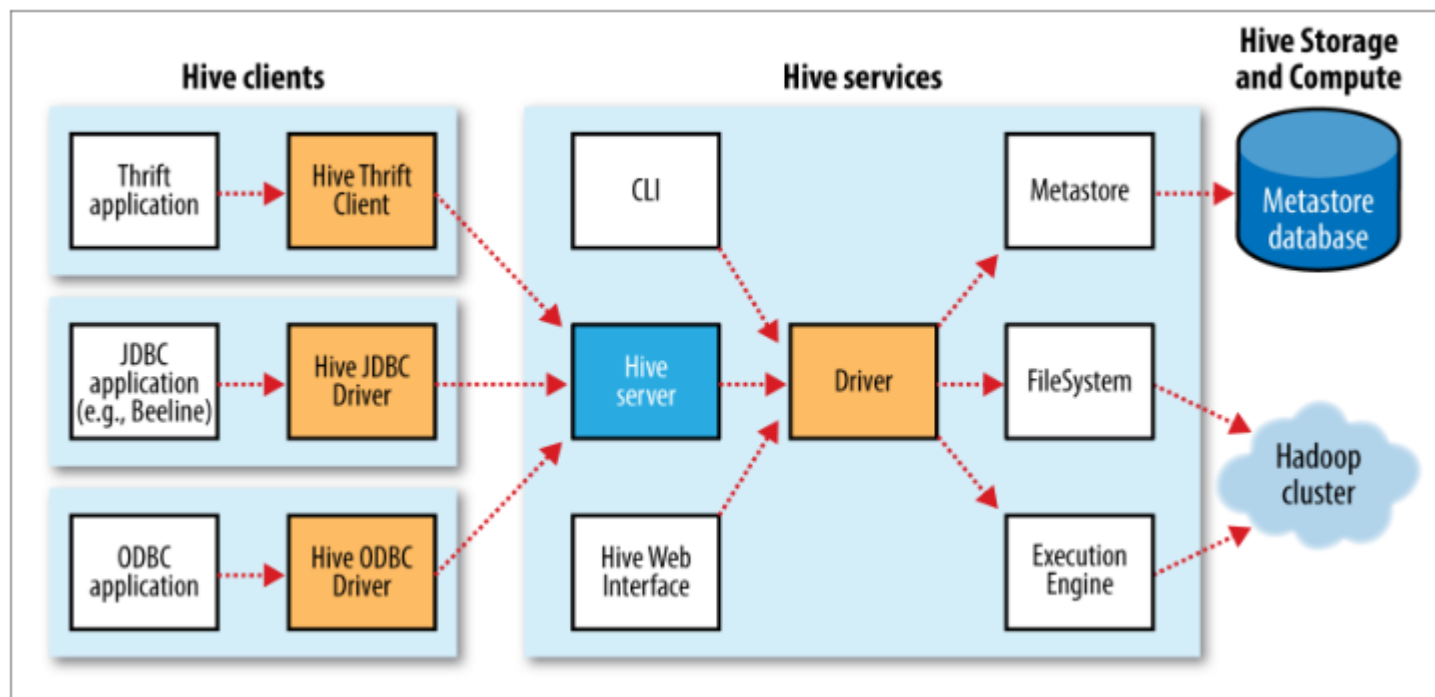 Hive clients
Hive services
Hive Storage
and Compute
Thrift
application
Hive Thrift
Client
CLI
Metastore
Metastore
database
JDBC
application
(e.g., Beeline)
Hive JDBC
Driver
Hive
server
Driver
FileSystem
Hadoop
cluster
ODBC
application
Hive ODBC
Driver
Hive Web
Interface
Execution
Engine